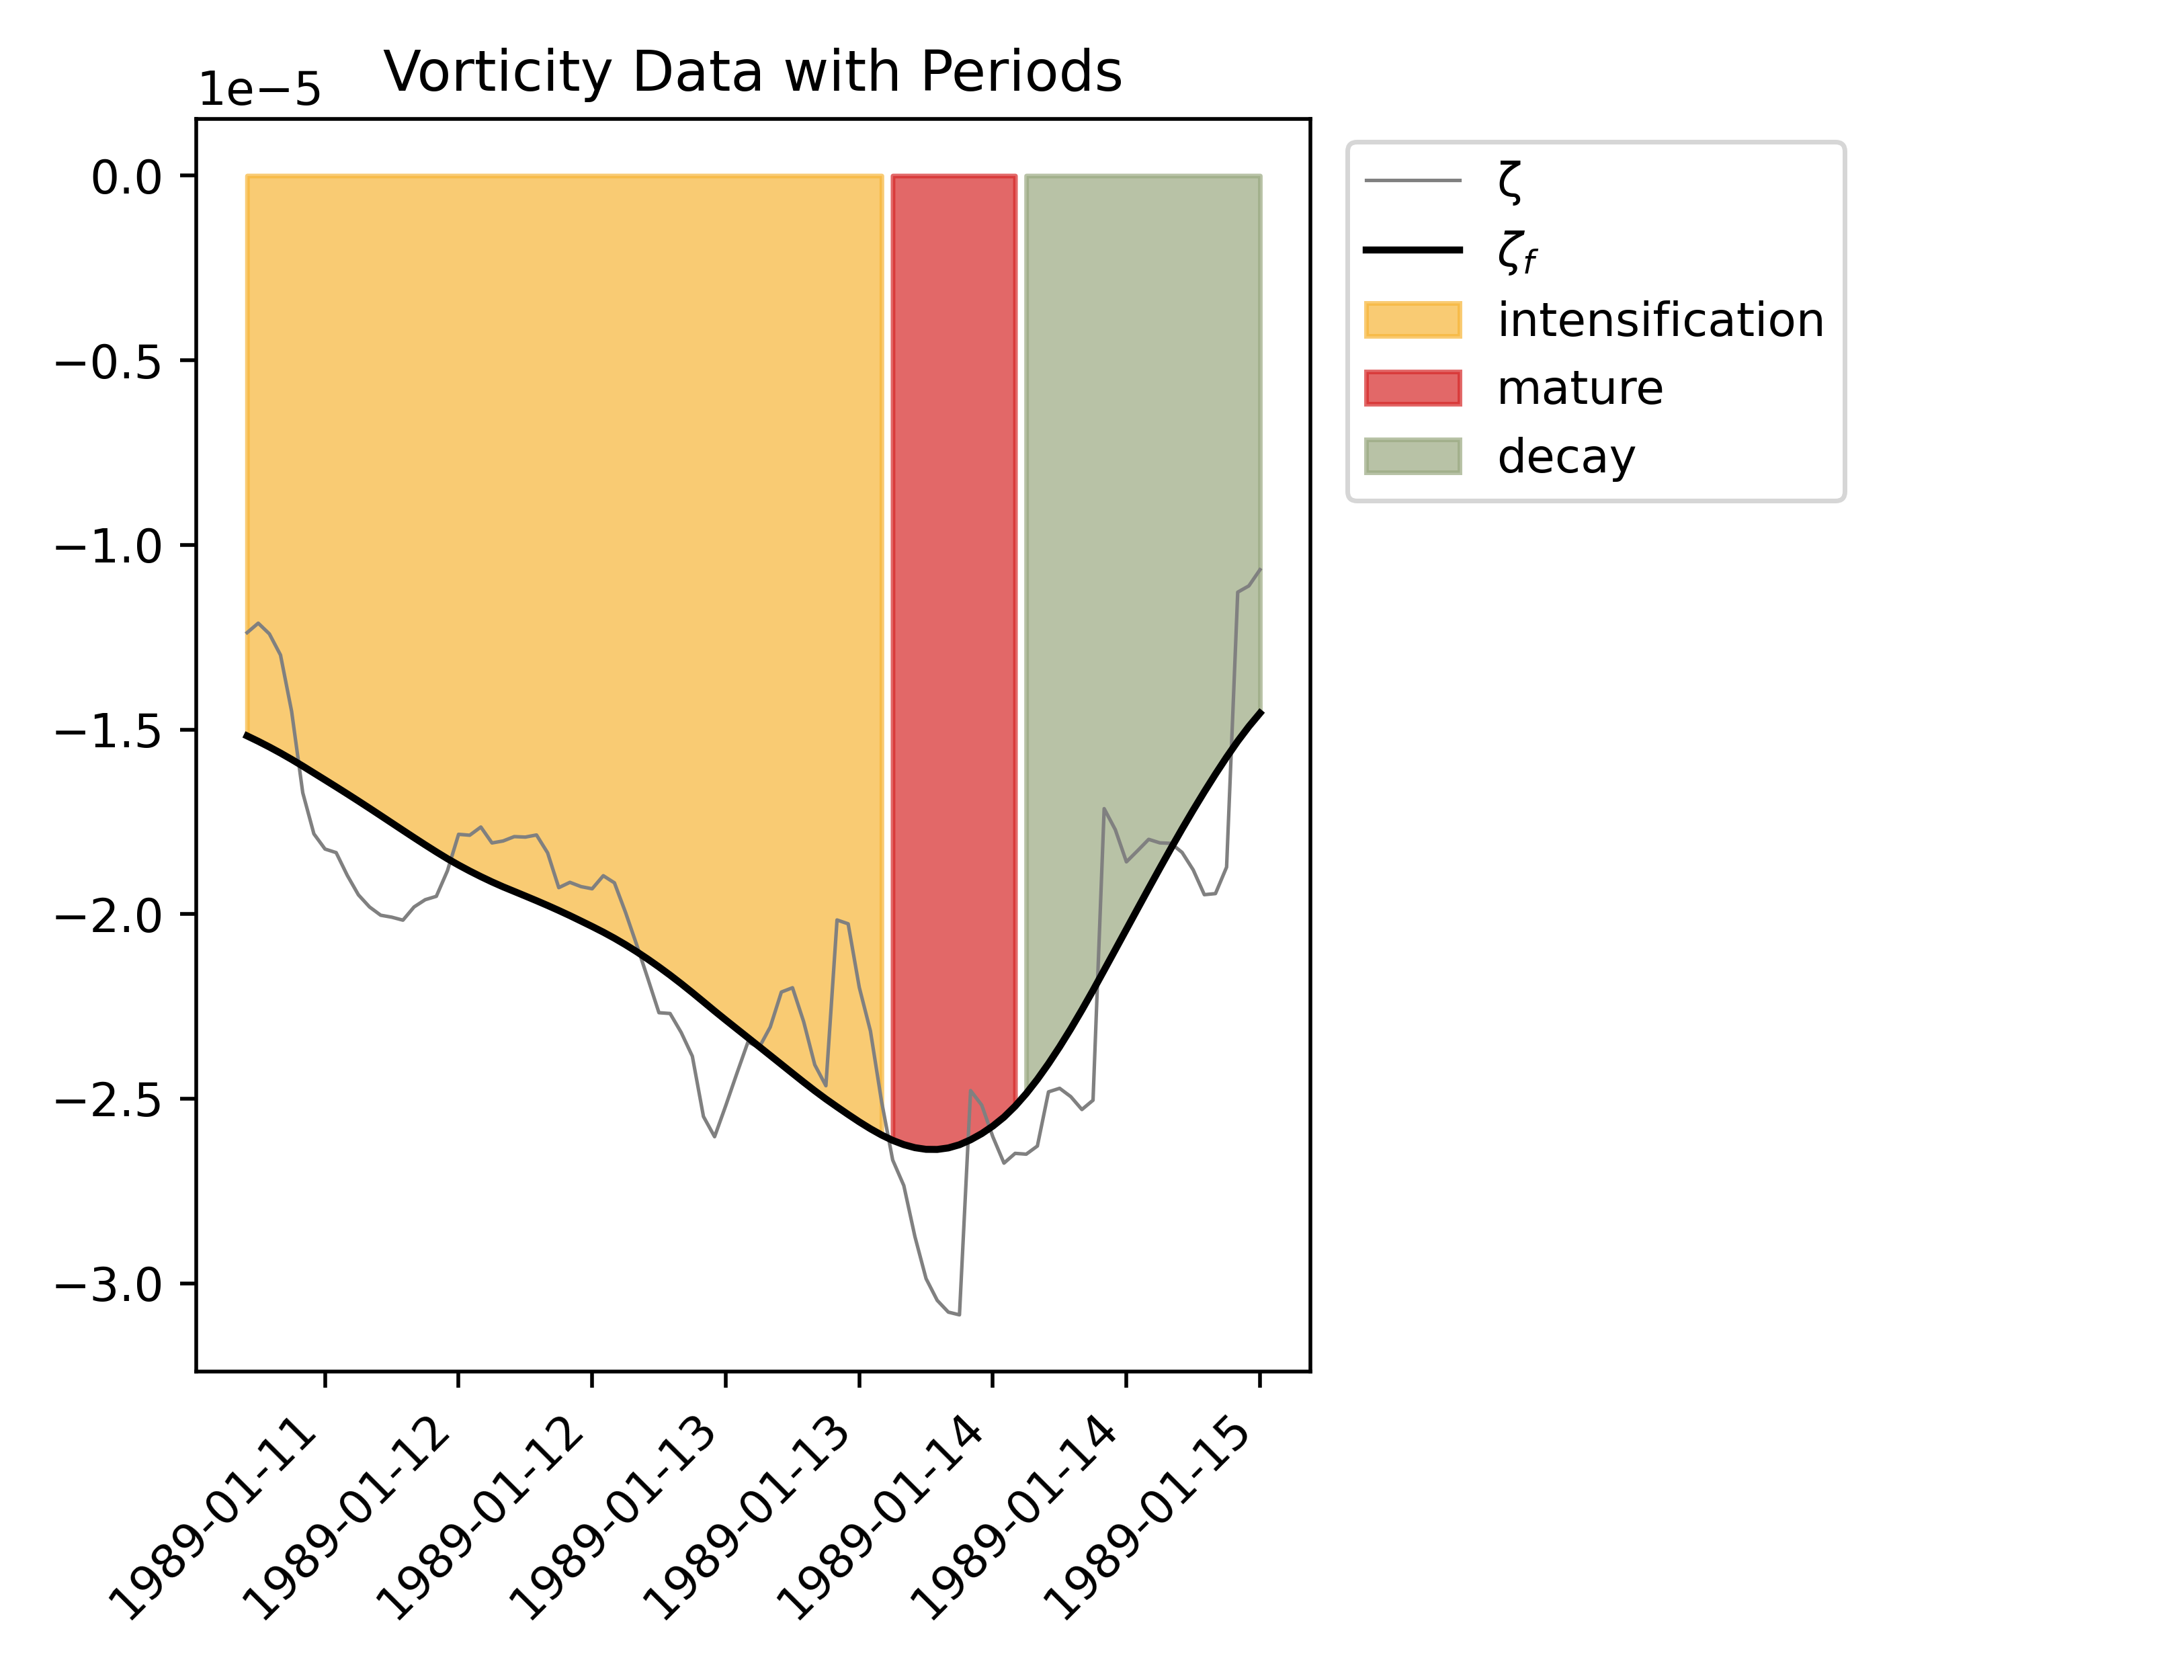 Vorticity Data with Periods
1e−5
0.0
−0.5
−1.0
−1.5
−2.0
−2.5
−3.0
1989-01-11
1989-01-12
1989-01-12
1989-01-13
1989-01-13
1989-01-14
1989-01-14
1989-01-15
ζ
ζf
intensification
mature
decay